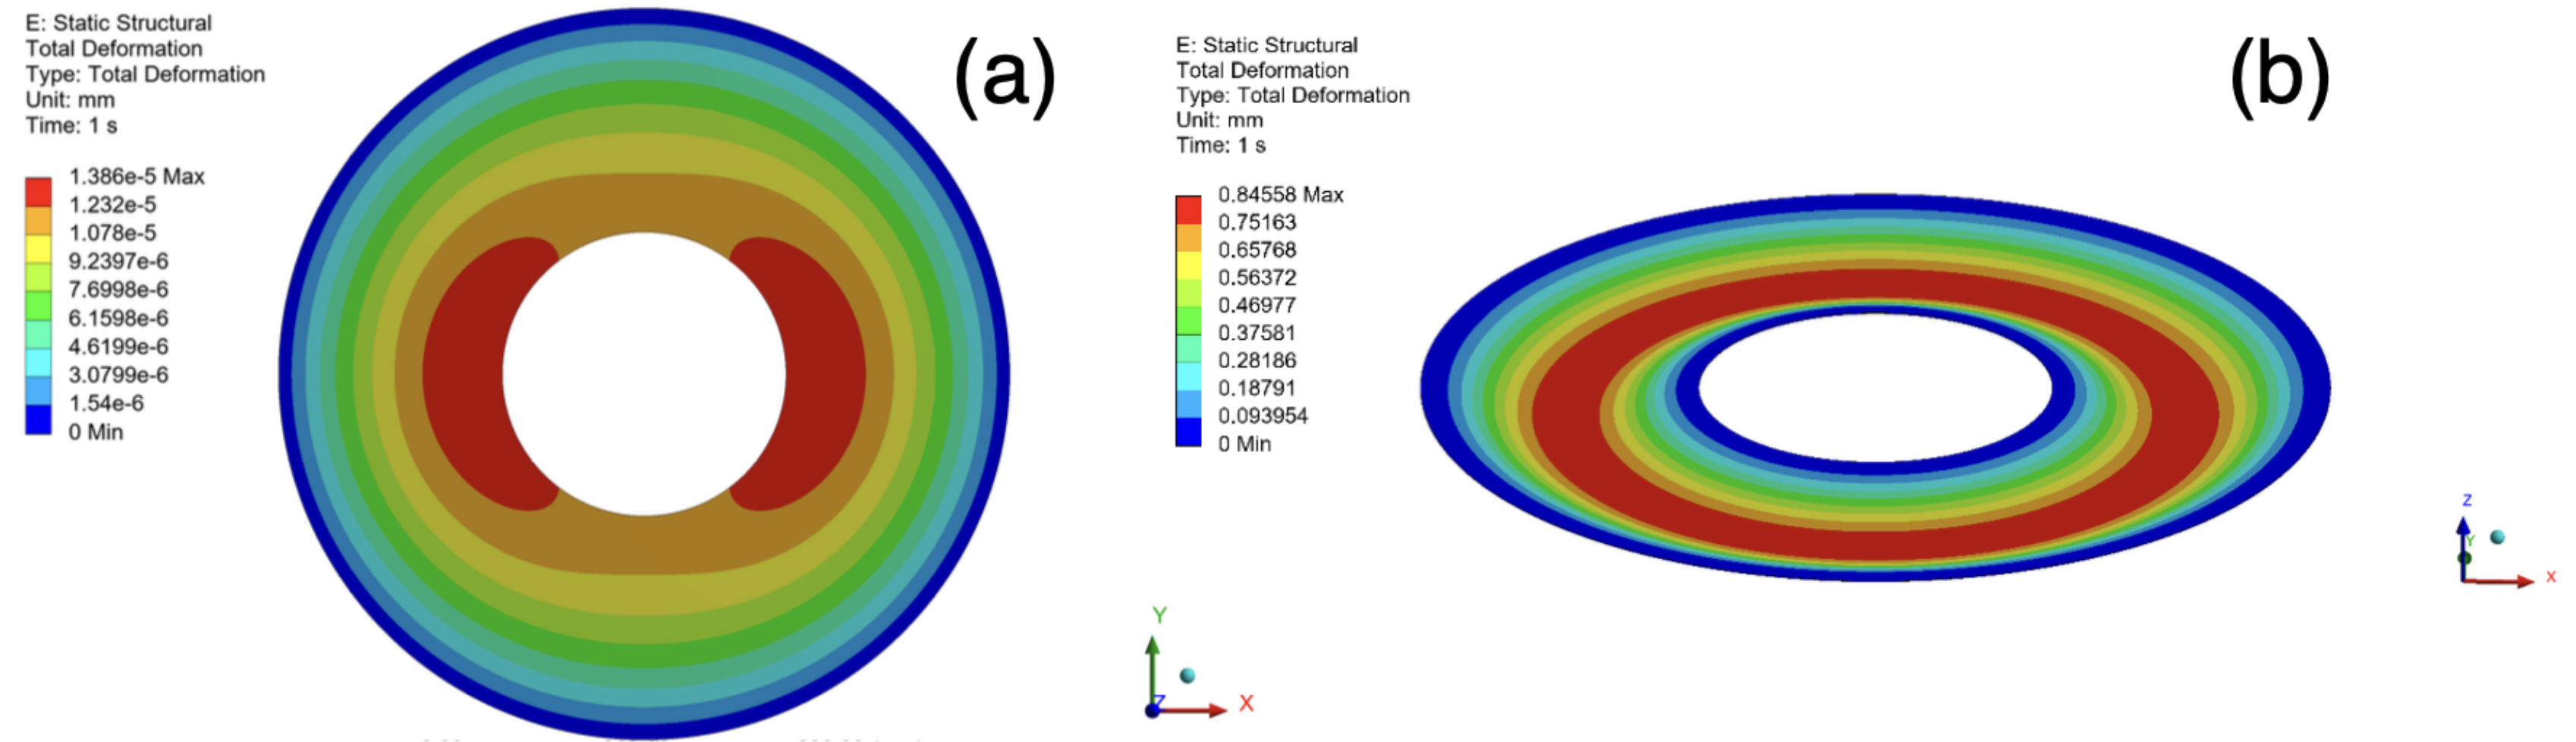 E: Static Structural
Total Deformation
Type: Total Deformation
Unit: mm
Time: 1 s
1.386e-5 Max
1.232e-5
1.078e-5
9.2397e-6
7.6998e-6
6.1598e-6
4.6199e-6
3.0799e-6
1.54e-6
0 Min
(a)
Y
Z
X
E: Static Structural
Total Deformation
Type: Total Deformation
Unit: mm
Time: 1 s
0.84558 Max
0.75163
0.65768
0.56372
0.46977
0.37581
0.28186
0.18791
0.093954
0 Min
(b)
Z
Y
X